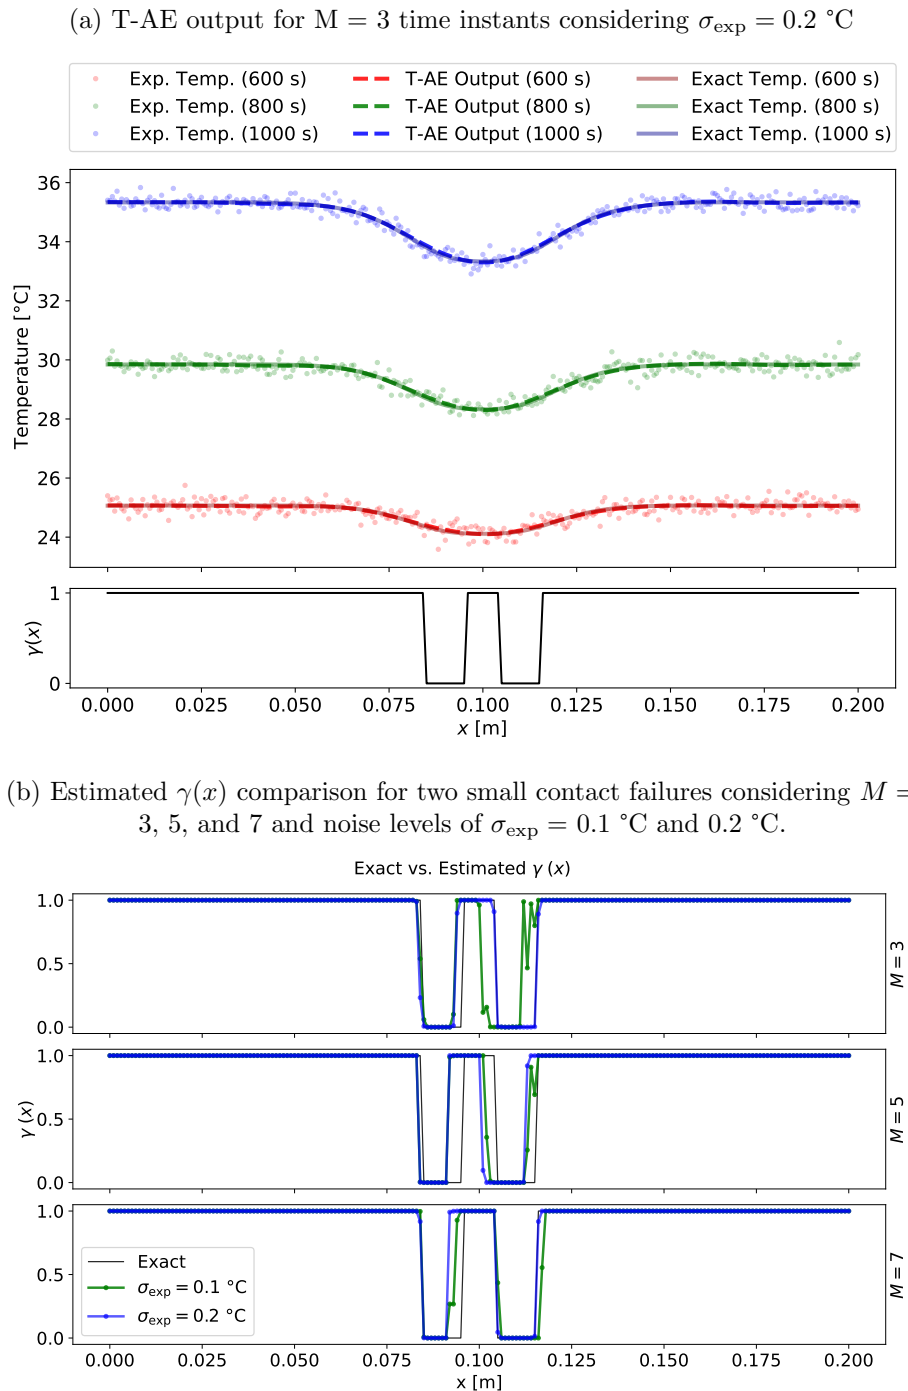 (a) T-AE output for M = 3 time instants considering σexp = 0.2 °C
Exp. Temp. (600 s) T-AE Output (600 s) Exact Temp. (600 s)
Exp. Temp. (800 s) T-AE Output (800 s) Exact Temp. (800 s)
Exp. Temp. (1000 s) T-AE Output (1000 s) Exact Temp. (1000 s)
36
34
32
30
28
26
24
Temperature [°C]
1
0
γ(x)
0.000 0.025 0.050 0.075 0.100 0.125 0.150 0.175 0.200
x [m]
(b) Estimated γ(x) comparison for two small contact failures considering M =
3, 5, and 7 and noise levels of σexp = 0.1 °C and 0.2 °C.
Exact vs. Estimated γ (x)
1.0
0.5
0.0
M = 3
1.0
0.5
0.0
γ (x)
M = 5
1.0
0.5
0.0
M = 7
Exact
σexp = 0.1 °C
σexp = 0.2 °C
0.000 0.025 0.050 0.075 0.100 0.125 0.150 0.175 0.200
x [m]